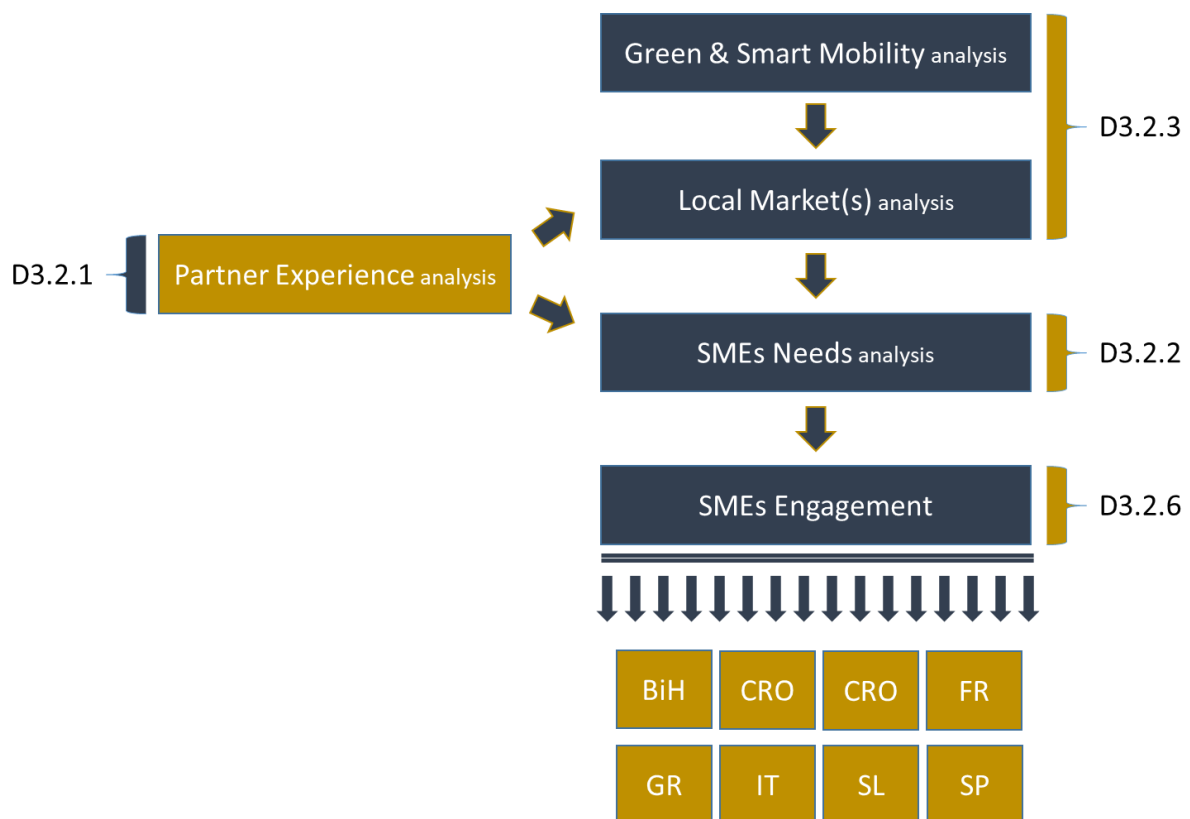 Green & Smart Mobility analysis
D3.2.3
Local Market(s) analysis
D3.2.1
Partner Experience analysis
SMEs Needs analysis
D3.2.2
SMEs Engagement
D3.2.6
BiH
CRO
CRO
FR
GR
IT
SL
SP